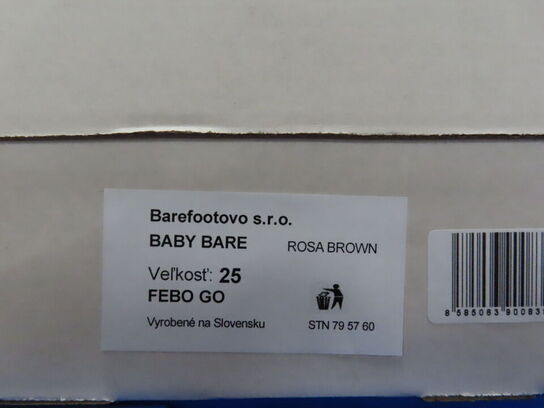 Barefootovo s.r.o.
BABY BARE ROSA BROWN
Veľkosť: 25
FEBO GO
Vyrobené na Slovensku STN 79 57 60